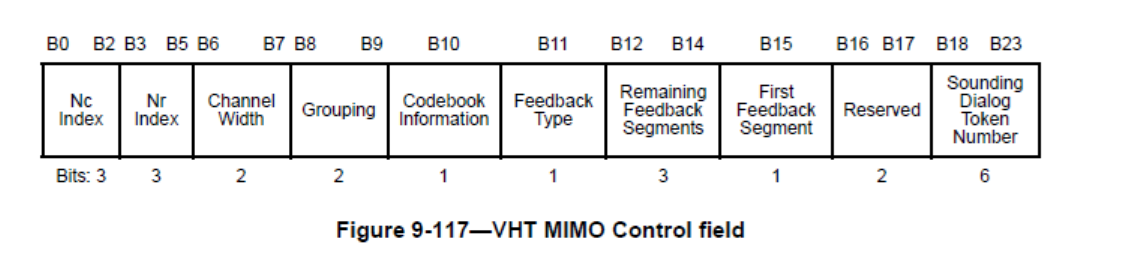 B0 B2 B3 B5 B6 B7 B8 B9 B10 B11 B12 B14 B15 B16 B17 B18 B23
Nc Index
Nr Index
Channel Width
Grouping
Codebook Information
Feedback Type
Remaining Feedback Segments
First Feedback Segment
Reserved
Sounding Dialog Token Number
Bits: 3 3 2 2 1 1 3 1 2 6
Figure 9-117—VHT MIMO Control field